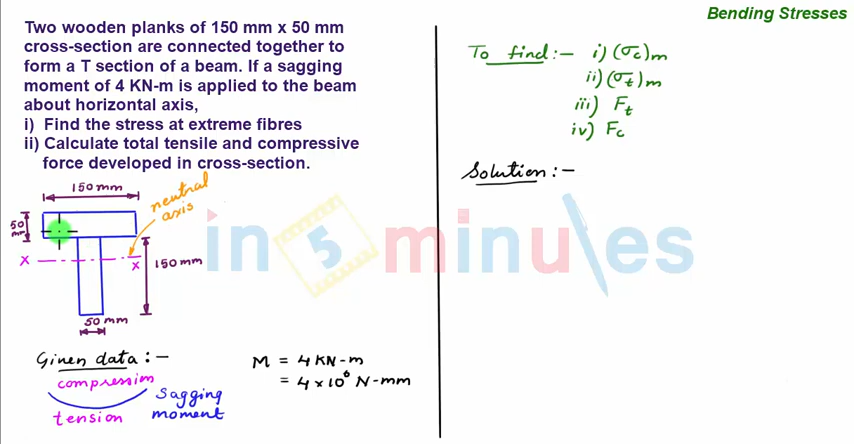 Bending Stresses
Two wooden planks of 150 mm x 50 mm
cross-section are connected together to
form a T section of a beam. If a sagging
moment of 4 KN-m is applied to the beam
about horizontal axis,
i) Find the stress at extreme fibres
ii) Calculate total tensile and compressive
force developed in cross-section.
150 mm
neutral
axis
50
mm
X
X
150 mm
50 mm
Given data :-
compression
Sagging
moment
tension
M = 4 KN-m
= 4 x 10⁶ N-mm
To find :- i) (σc)m
ii) (σt)m
iii) Ft
iv) Fc
Solution :-
in 5 minutes